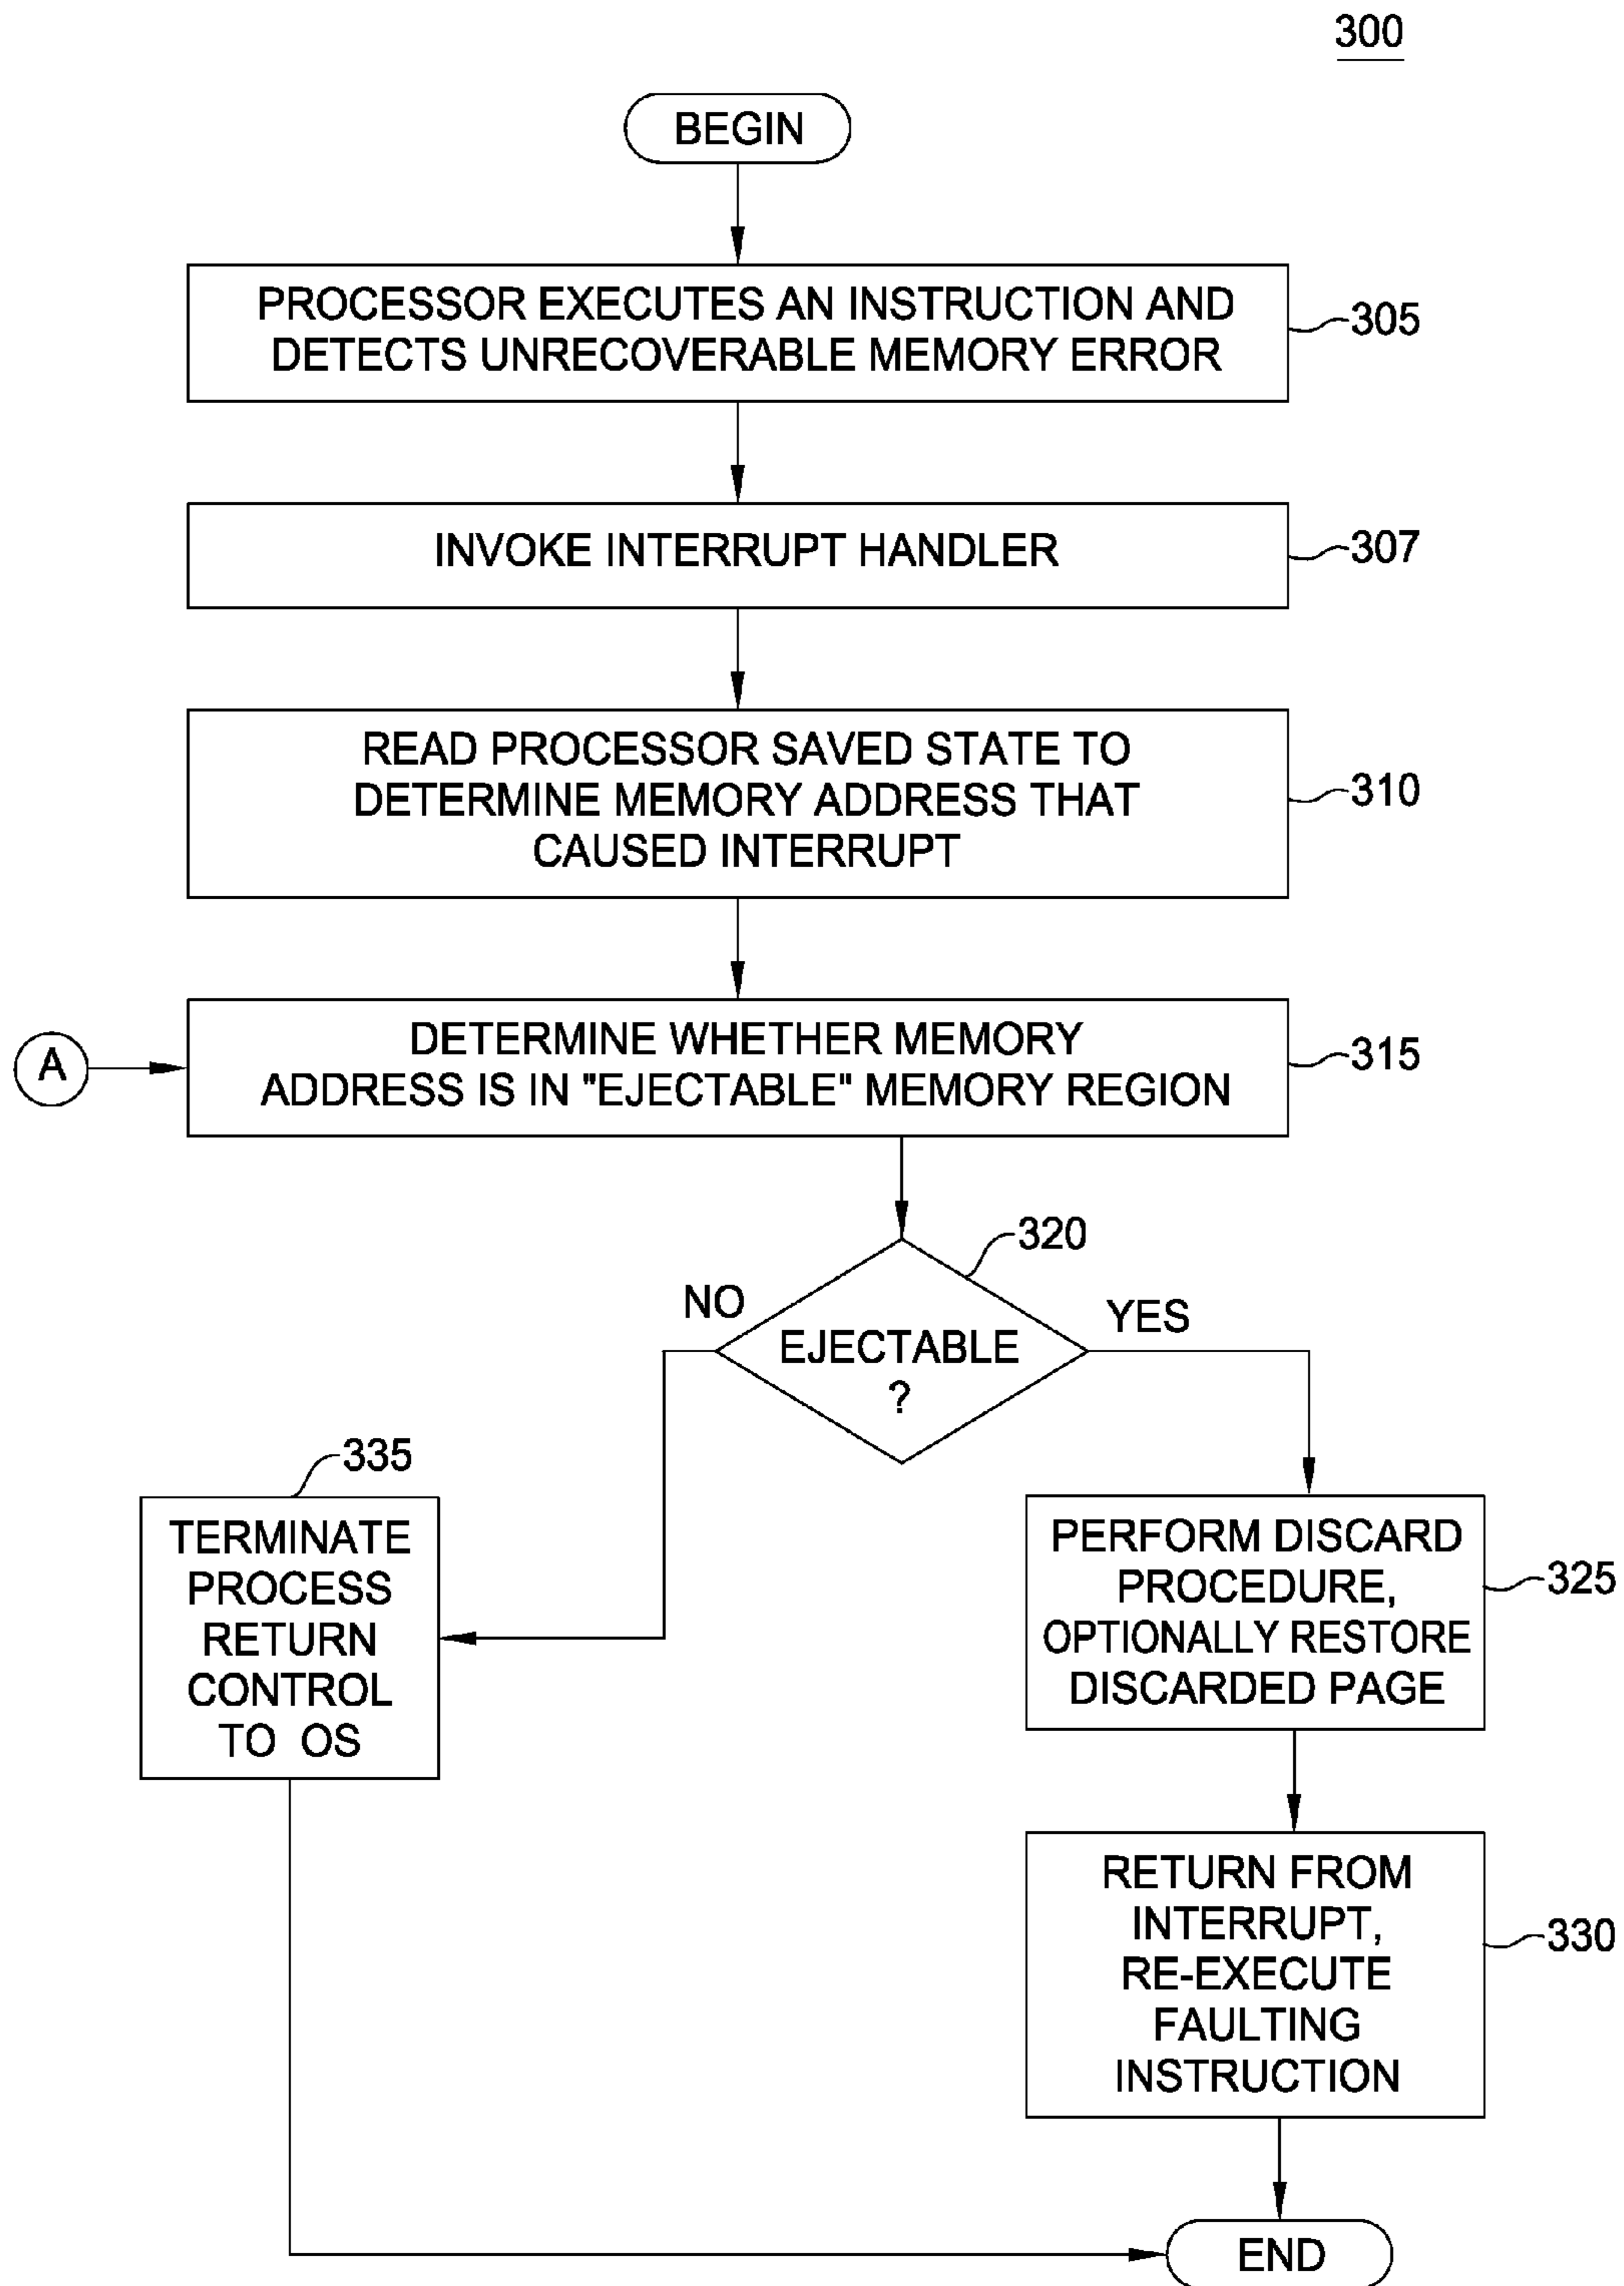 300
BEGIN
PROCESSOR EXECUTES AN INSTRUCTION AND
DETECTS UNRECOVERABLE MEMORY ERROR
305
INVOKE INTERRUPT HANDLER
307
READ PROCESSOR SAVED STATE TO
DETERMINE MEMORY ADDRESS THAT
CAUSED INTERRUPT
310
A
DETERMINE WHETHER MEMORY
ADDRESS IS IN "EJECTABLE" MEMORY REGION
315
320
NO
YES
EJECTABLE
?
335
TERMINATE
PROCESS
RETURN
CONTROL
TO OS
PERFORM DISCARD
PROCEDURE,
OPTIONALLY RESTORE
DISCARDED PAGE
325
RETURN FROM
INTERRUPT,
RE-EXECUTE
FAULTING
INSTRUCTION
330
END